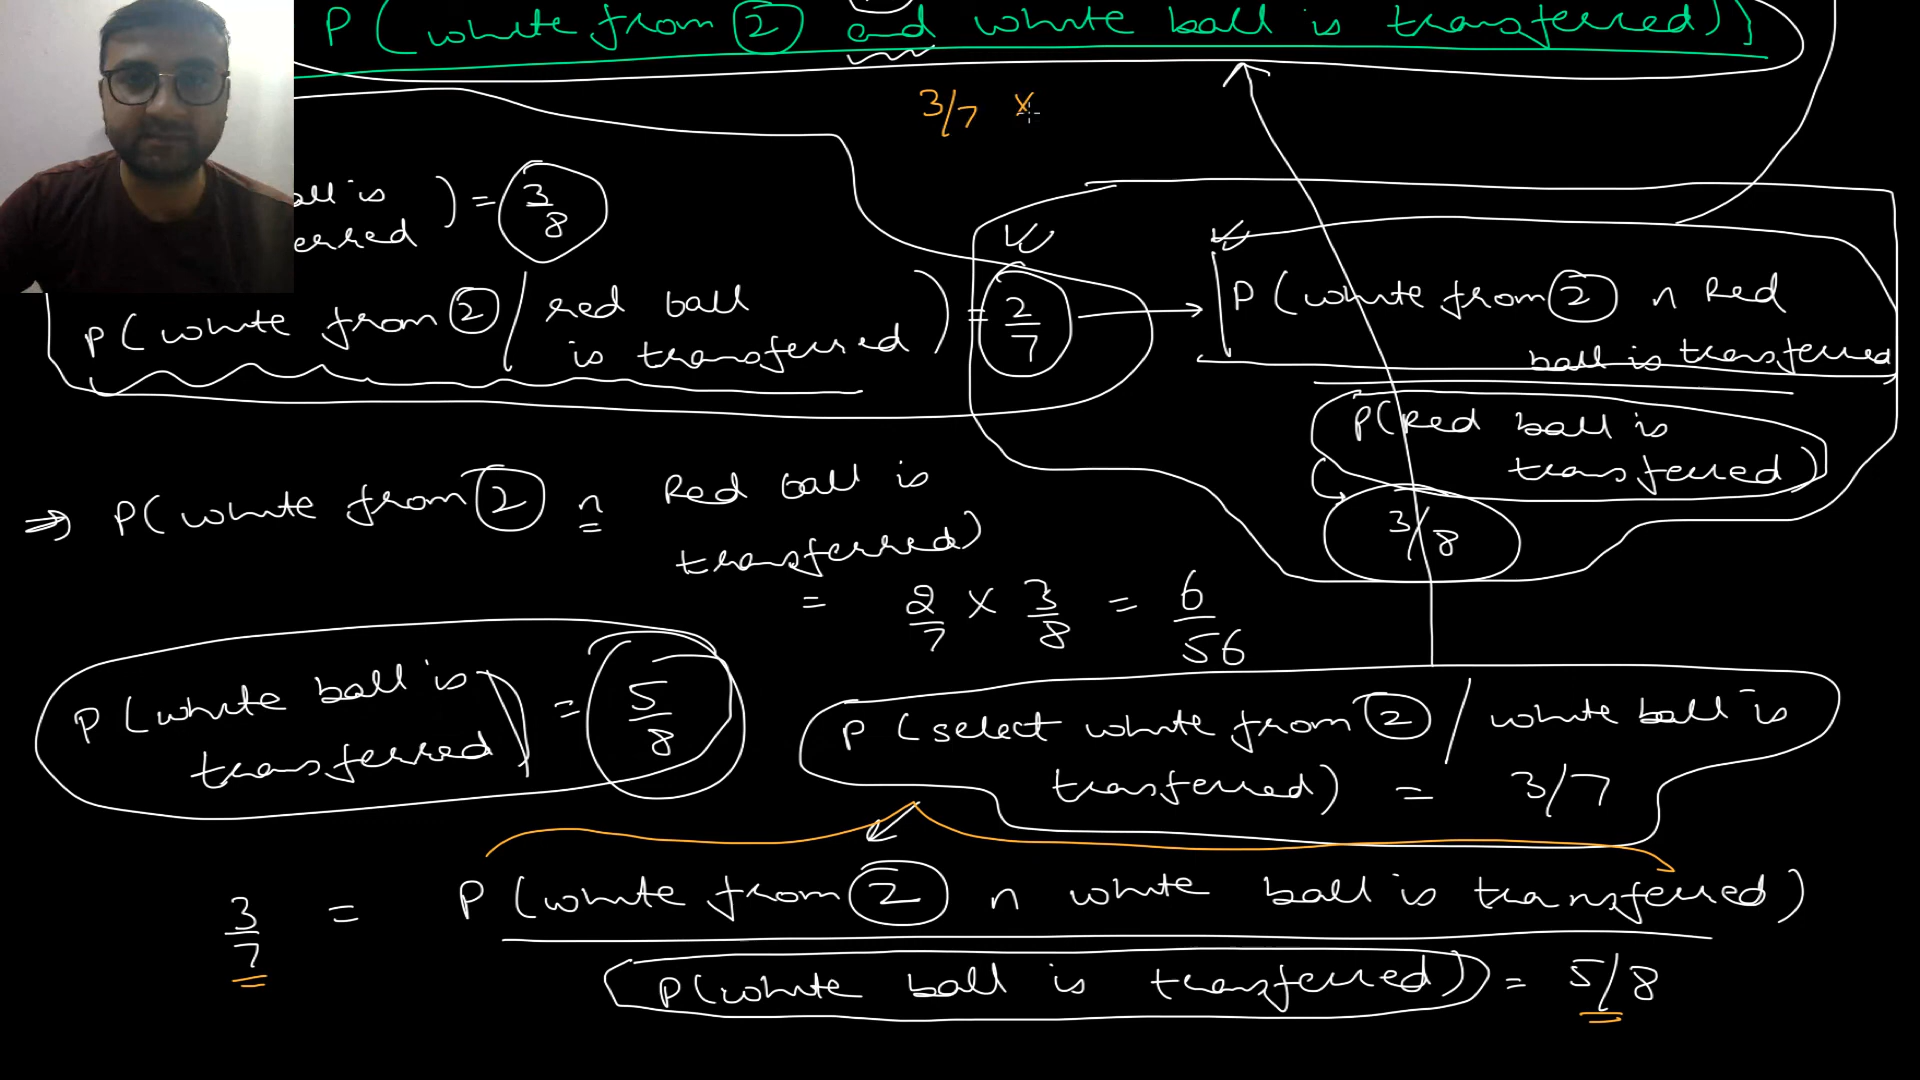 P (white from 2 and white ball is transferred)]
3/7 x
ball is
erred ) = 3/8
P( white from 2 / red ball is transferred ) = 2/7
P ( white from 2 n Red ball is transferred
P(Red ball is transferred)
3/8
⇒ P( white from 2 n Red ball is transferred)
= 2/7 x 3/8 = 6/56
P ( white ball is transferred ) = 5/8
P ( select white from 2 / white ball is transferred) = 3/7
3/7 = P ( white from 2 n white ball is transferred)
P(white ball is transferred) = 5/8